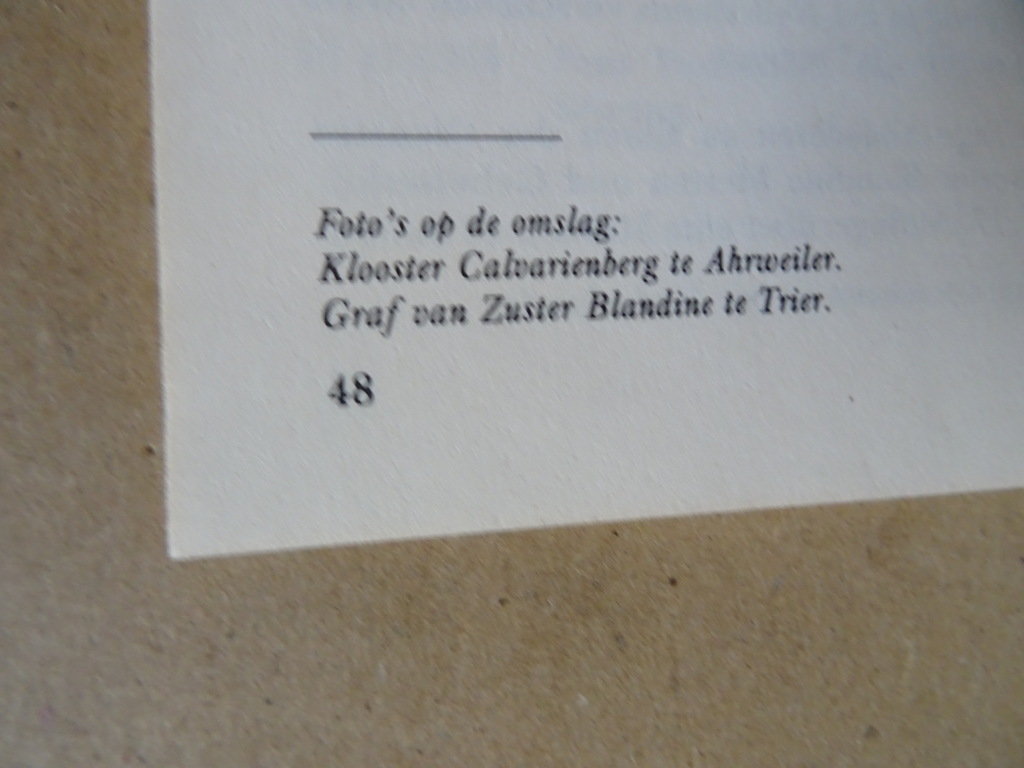 Foto's op de omslag:
Klooster Calvarienberg te Ahrweiler.
Graf van Zuster Blandine te Trier.
48